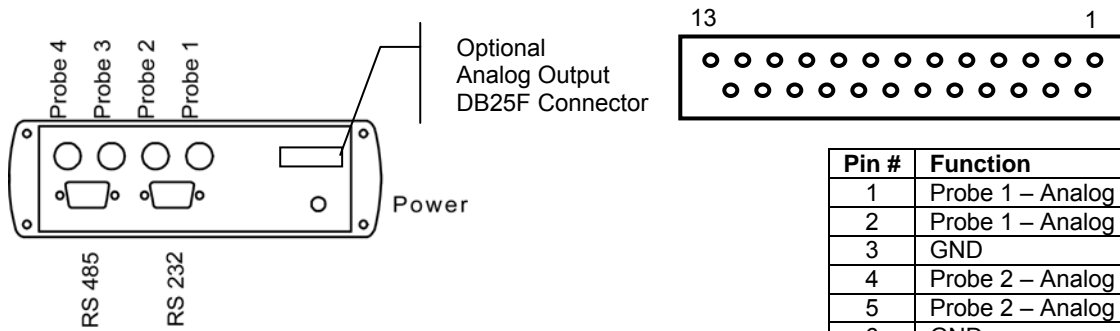 Probe 4
Probe 3
Probe 2
Probe 1
Optional
Analog Output
DB25F Connector
13 1
Power
RS 485
RS 232
Pin # Function
1 Probe 1 – Analog
2 Probe 1 – Analog
3 GND
4 Probe 2 – Analog
5 Probe 2 – Analog
6 GND